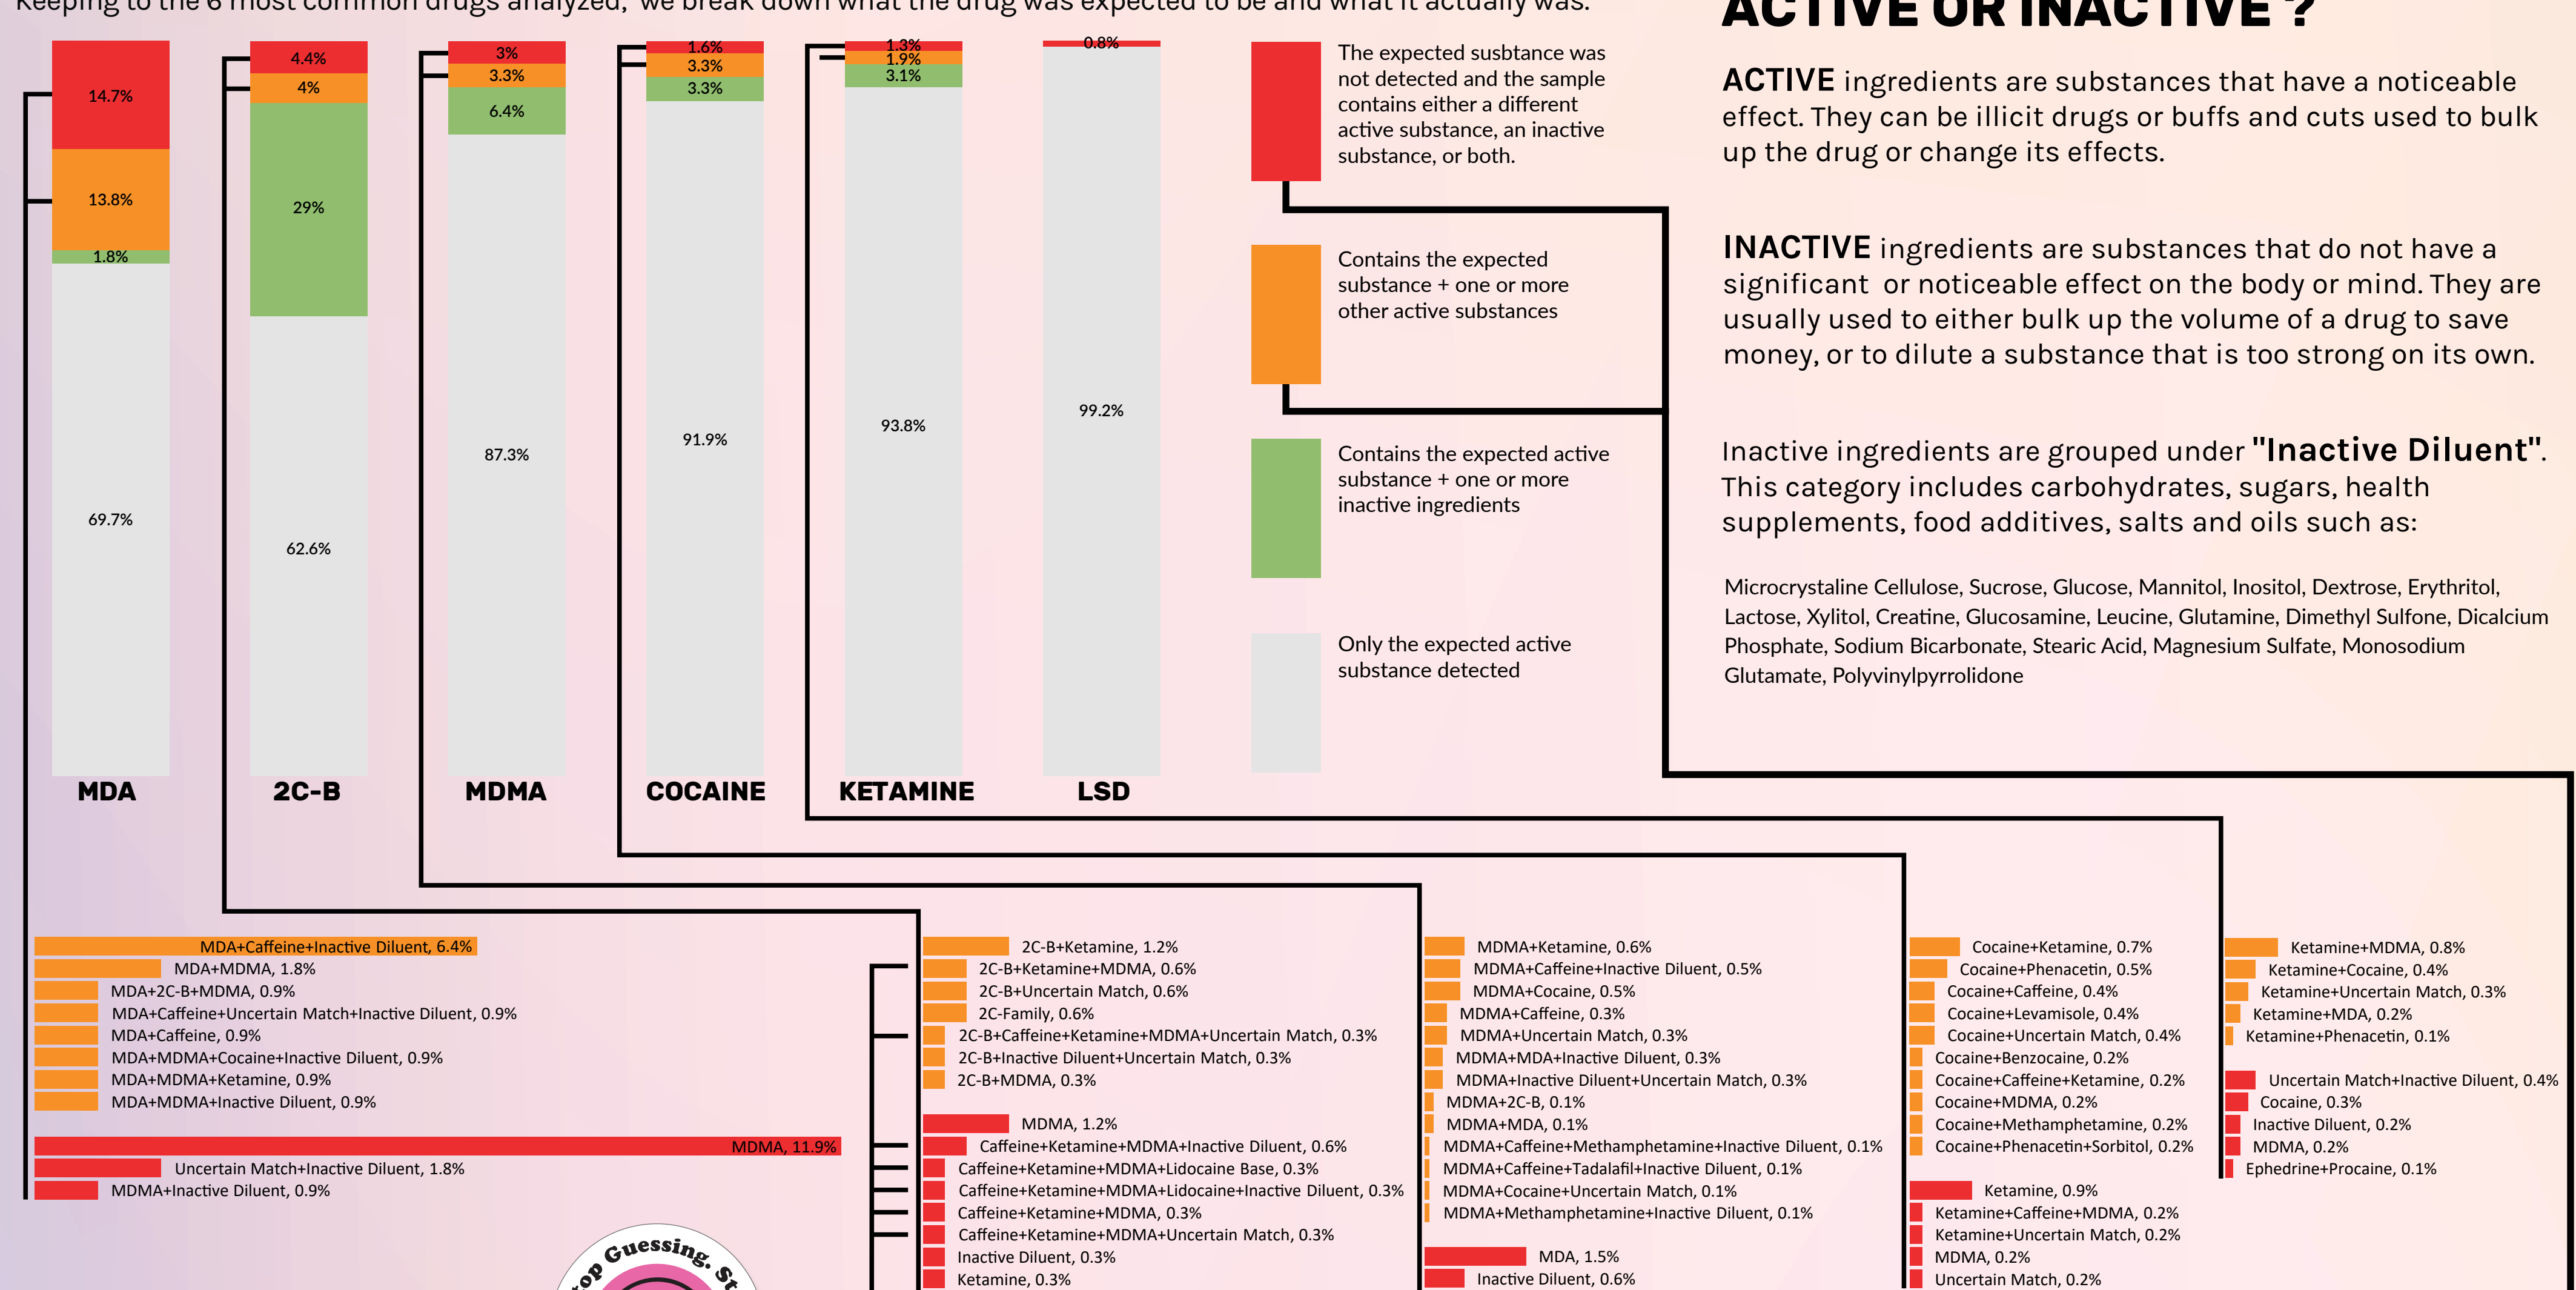 Keeping to the 6 most common drugs analyzed, we break down what the drug was expected to be and what it actually was.
14.7%
13.8%
1.8%
69.7%
MDA
4.4%
4%
29%
62.6%
2C-B
3%
3.3%
6.4%
87.3%
MDMA
1.6%
3.3%
3.3%
91.9%
COCAINE
1.3%
1.9%
3.1%
93.8%
KETAMINE
0.8%
99.2%
LSD
The expected susbtance was
not detected and the sample
contains either a different
active substance, an inactive
substance, or both.
Contains the expected
substance + one or more
other active substances
Contains the expected active
substance + one or more
inactive ingredients
Only the expected active
substance detected
ACTIVE OR INACTIVE ?
ACTIVE ingredients are substances that have a noticeable
effect. They can be illicit drugs or buffs and cuts used to bulk
up the drug or change its effects.
INACTIVE ingredients are substances that do not have a
significant or noticeable effect on the body or mind. They are
usually used to either bulk up the volume of a drug to save
money, or to dilute a substance that is too strong on its own.
Inactive ingredients are grouped under "Inactive Diluent".
This category includes carbohydrates, sugars, health
supplements, food additives, salts and oils such as:
Microcrystaline Cellulose, Sucrose, Glucose, Mannitol, Inositol, Dextrose, Erythritol,
Lactose, Xylitol, Creatine, Glucosamine, Leucine, Glutamine, Dimethyl Sulfone, Dicalcium
Phosphate, Sodium Bicarbonate, Stearic Acid, Magnesium Sulfate, Monosodium
Glutamate, Polyvinylpyrrolidone
MDA+Caffeine+Inactive Diluent, 6.4%
MDA+MDMA, 1.8%
MDA+2C-B+MDMA, 0.9%
MDA+Caffeine+Uncertain Match+Inactive Diluent, 0.9%
MDA+Caffeine, 0.9%
MDA+MDMA+Cocaine+Inactive Diluent, 0.9%
MDA+MDMA+Ketamine, 0.9%
MDA+MDMA+Inactive Diluent, 0.9%
MDMA, 11.9%
Uncertain Match+Inactive Diluent, 1.8%
MDMA+Inactive Diluent, 0.9%
2C-B+Ketamine, 1.2%
2C-B+Ketamine+MDMA, 0.6%
2C-B+Uncertain Match, 0.6%
2C-Family, 0.6%
2C-B+Caffeine+Ketamine+MDMA+Uncertain Match, 0.3%
2C-B+Inactive Diluent+Uncertain Match, 0.3%
2C-B+MDMA, 0.3%
MDMA, 1.2%
Caffeine+Ketamine+MDMA+Inactive Diluent, 0.6%
Caffeine+Ketamine+MDMA+Lidocaine Base, 0.3%
Caffeine+Ketamine+MDMA+Lidocaine+Inactive Diluent, 0.3%
Caffeine+Ketamine+MDMA, 0.3%
Caffeine+Ketamine+MDMA+Uncertain Match, 0.3%
Inactive Diluent, 0.3%
Ketamine, 0.3%
MDMA+Ketamine, 0.6%
MDMA+Caffeine+Inactive Diluent, 0.5%
MDMA+Cocaine, 0.5%
MDMA+Caffeine, 0.3%
MDMA+Uncertain Match, 0.3%
MDMA+MDA+Inactive Diluent, 0.3%
MDMA+Inactive Diluent+Uncertain Match, 0.3%
MDMA+2C-B, 0.1%
MDMA+MDA, 0.1%
MDMA+Caffeine+Methamphetamine+Inactive Diluent, 0.1%
MDMA+Caffeine+Tadalafil+Inactive Diluent, 0.1%
MDMA+Cocaine+Uncertain Match, 0.1%
MDMA+Methamphetamine+Inactive Diluent, 0.1%
MDA, 1.5%
Inactive Diluent, 0.6%
Cocaine+Ketamine, 0.7%
Cocaine+Phenacetin, 0.5%
Cocaine+Caffeine, 0.4%
Cocaine+Levamisole, 0.4%
Cocaine+Uncertain Match, 0.4%
Cocaine+Benzocaine, 0.2%
Cocaine+Caffeine+Ketamine, 0.2%
Cocaine+MDMA, 0.2%
Cocaine+Methamphetamine, 0.2%
Cocaine+Phenacetin+Sorbitol, 0.2%
Ketamine, 0.9%
Ketamine+Caffeine+MDMA, 0.2%
Ketamine+Uncertain Match, 0.2%
MDMA, 0.2%
Uncertain Match, 0.2%
Ketamine+MDMA, 0.8%
Ketamine+Cocaine, 0.4%
Ketamine+Uncertain Match, 0.3%
Ketamine+MDA, 0.2%
Ketamine+Phenacetin, 0.1%
Uncertain Match+Inactive Diluent, 0.4%
Cocaine, 0.3%
Inactive Diluent, 0.2%
MDMA, 0.2%
Ephedrine+Procaine, 0.1%
top Guessing. St